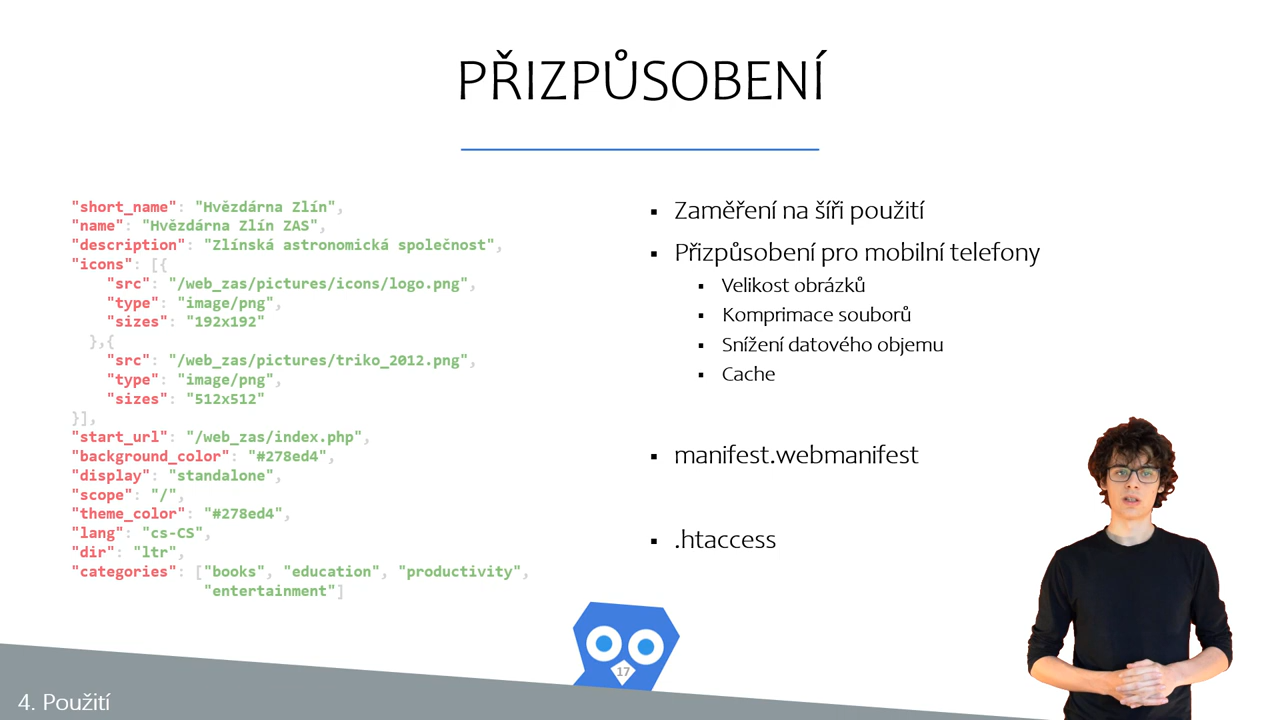 PŘIZPŮSOBENÍ
"short_name": "Hvězdárna Zlín",
"name": "Hvězdárna Zlín ZAS",
"description": "Zlínská astronomická společnost",
"icons": [{
"src": "/web_zas/pictures/icons/logo.png",
"type": "image/png",
"sizes": "192x192"
},{
"src": "/web_zas/pictures/triko_2012.png",
"type": "image/png",
"sizes": "512x512"
}],
"start_url": "/web_zas/index.php",
"background_color": "#278ed4",
"display": "standalone",
"scope": "/",
"theme_color": "#278ed4",
"lang": "cs-CS",
"dir": "ltr",
"categories": ["books", "education", "productivity",
"entertainment"]
▪ Zaměření na šíři použití
▪ Přizpůsobení pro mobilní telefony
▪ Velikost obrázků
▪ Komprimace souborů
▪ Snížení datového objemu
▪ Cache
▪ manifest.webmanifest
▪ .htaccess
17
4. Použití